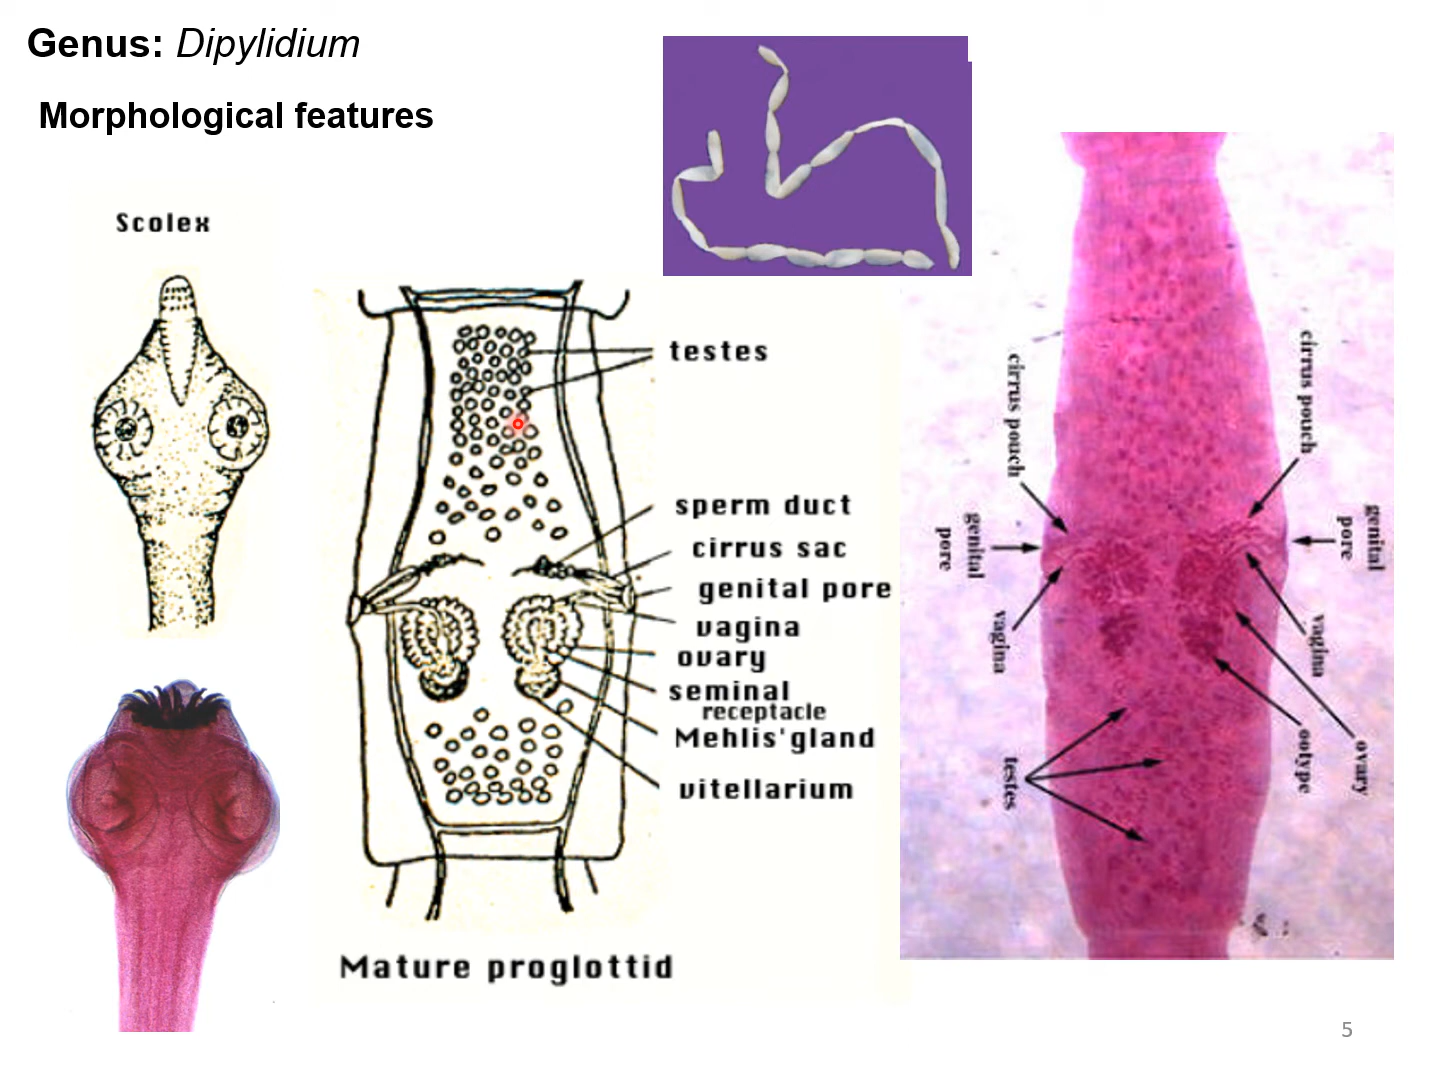 Genus: Dipylidium
Morphological features
Scolex
testes
sperm duct
cirrus sac
genital pore
vagina
ovary
seminal
receptacle
Mehlis'gland
vitellarium
Mature proglottid
cirrus pouch
cirrus pouch
genital
pore
genital
pore
vagina
vagina
testes
ootype
ovary
5